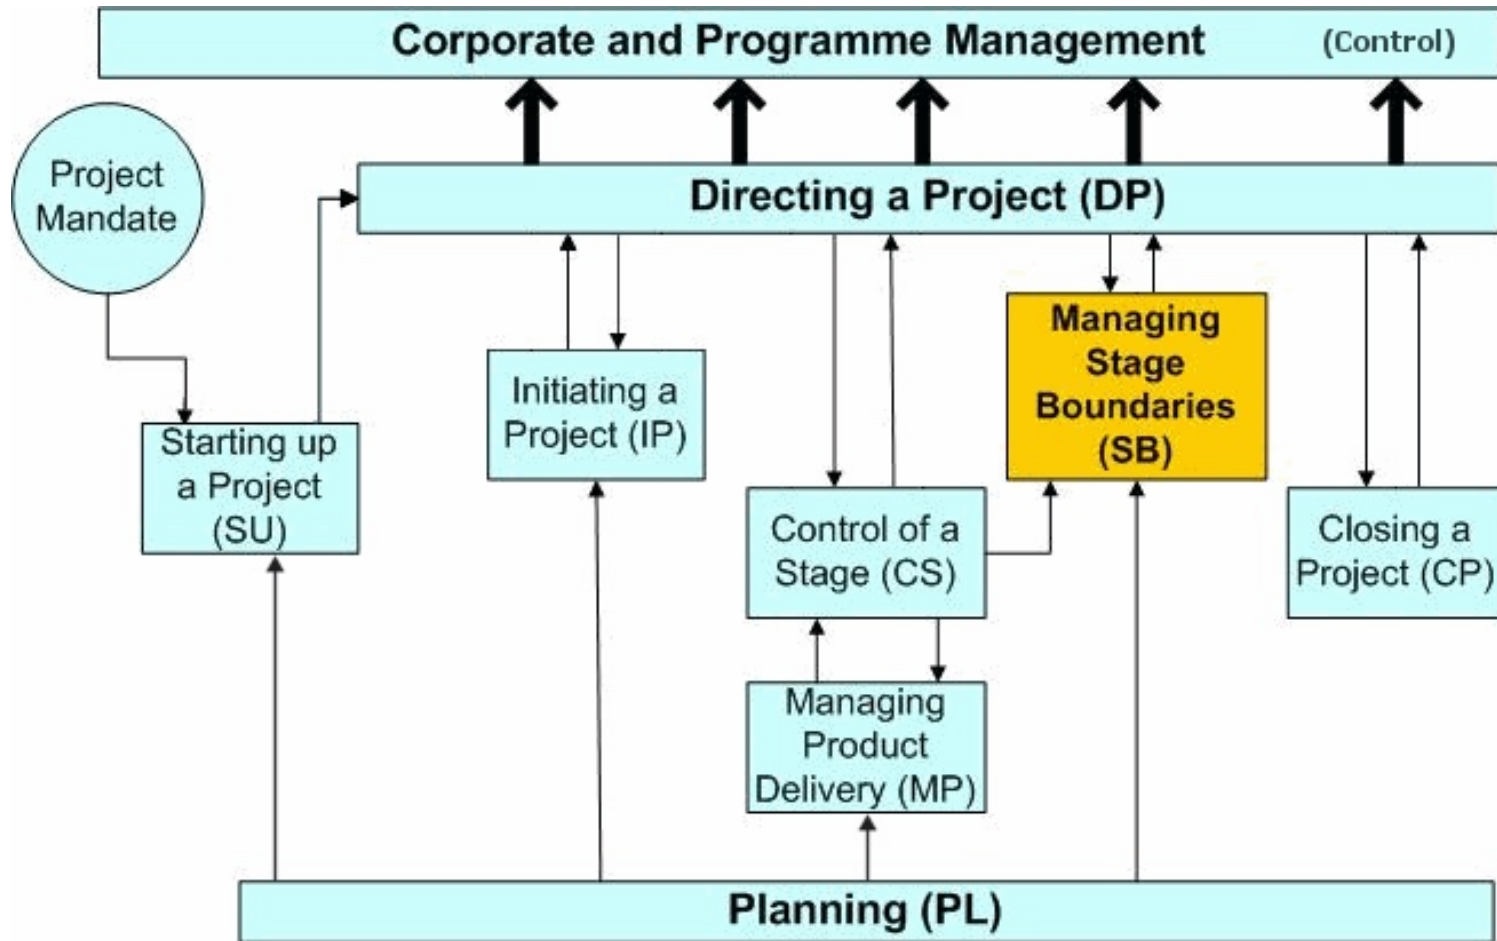 Corporate and Programme Management (Control)
Project
Mandate
Directing a Project (DP)
Managing
Stage
Boundaries
(SB)
Initiating a
Project (IP)
Starting up
a Project
(SU)
Control of a
Stage (CS)
Closing a
Project (CP)
Managing
Product
Delivery (MP)
Planning (PL)